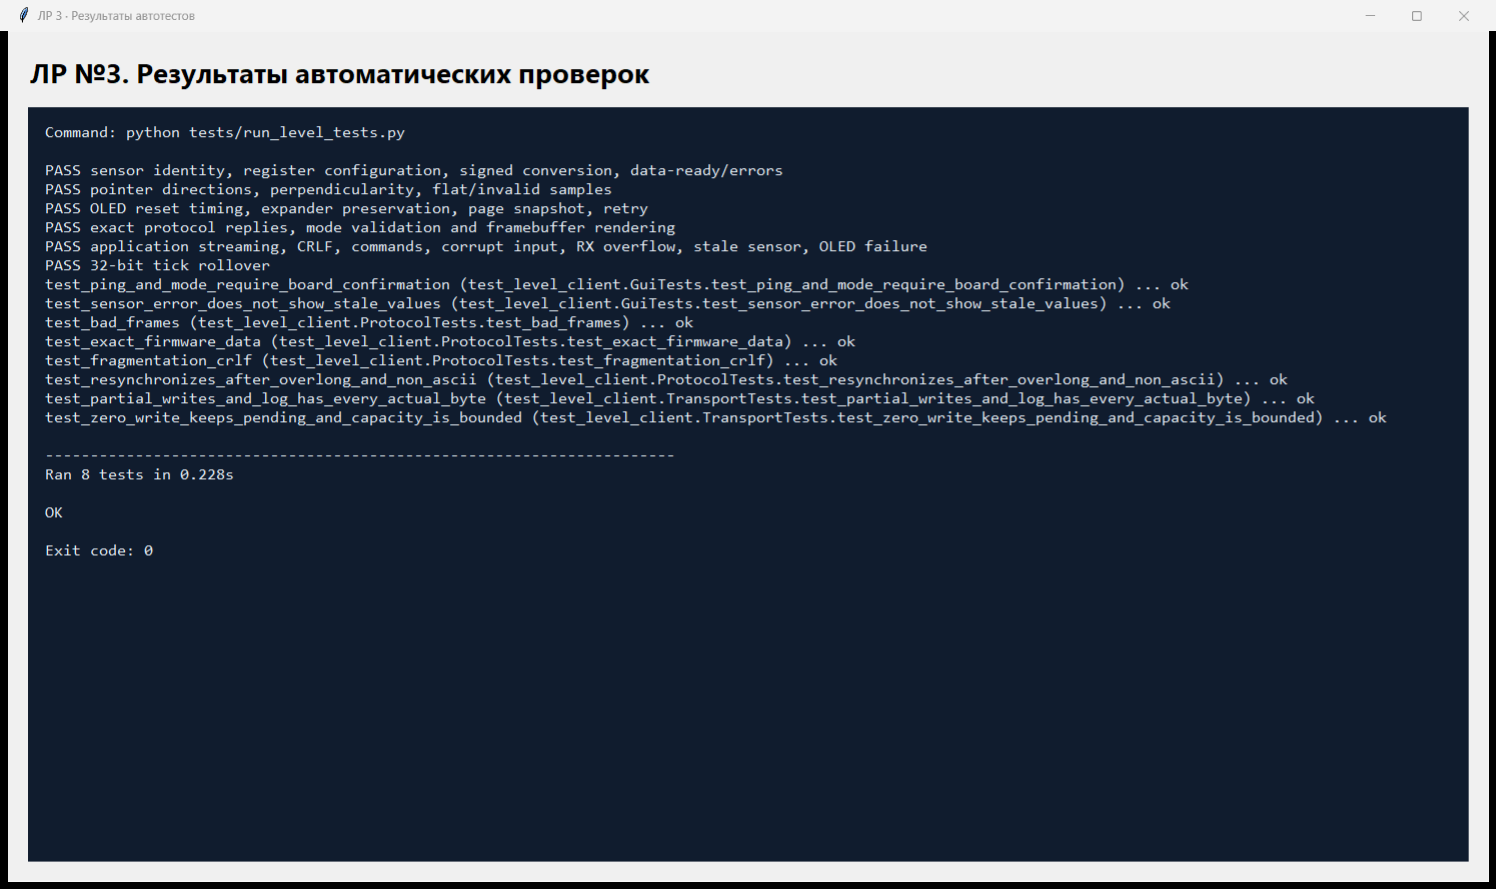 ЛР 3 · Результаты автотестов
ЛР №3. Результаты автоматических проверок
Command: python tests/run_level_tests.py
PASS sensor identity, register configuration, signed conversion, data-ready/errors
PASS pointer directions, perpendicularity, flat/invalid samples
PASS OLED reset timing, expander preservation, page snapshot, retry
PASS exact protocol replies, mode validation and framebuffer rendering
PASS application streaming, CRLF, commands, corrupt input, RX overflow, stale sensor, OLED failure
PASS 32-bit tick rollover
test_ping_and_mode_require_board_confirmation (test_level_client.GuiTests.test_ping_and_mode_require_board_confirmation) ... ok
test_sensor_error_does_not_show_stale_values (test_level_client.GuiTests.test_sensor_error_does_not_show_stale_values) ... ok
test_bad_frames (test_level_client.ProtocolTests.test_bad_frames) ... ok
test_exact_firmware_data (test_level_client.ProtocolTests.test_exact_firmware_data) ... ok
test_fragmentation_crlf (test_level_client.ProtocolTests.test_fragmentation_crlf) ... ok
test_resynchronizes_after_overlong_and_non_ascii (test_level_client.ProtocolTests.test_resynchronizes_after_overlong_and_non_ascii) ... ok
test_partial_writes_and_log_has_every_actual_byte (test_level_client.TransportTests.test_partial_writes_and_log_has_every_actual_byte) ... ok
test_zero_write_keeps_pending_and_capacity_is_bounded (test_level_client.TransportTests.test_zero_write_keeps_pending_and_capacity_is_bounded) ... ok
----------------------------------------------------------------------
Ran 8 tests in 0.228s
OK
Exit code: 0